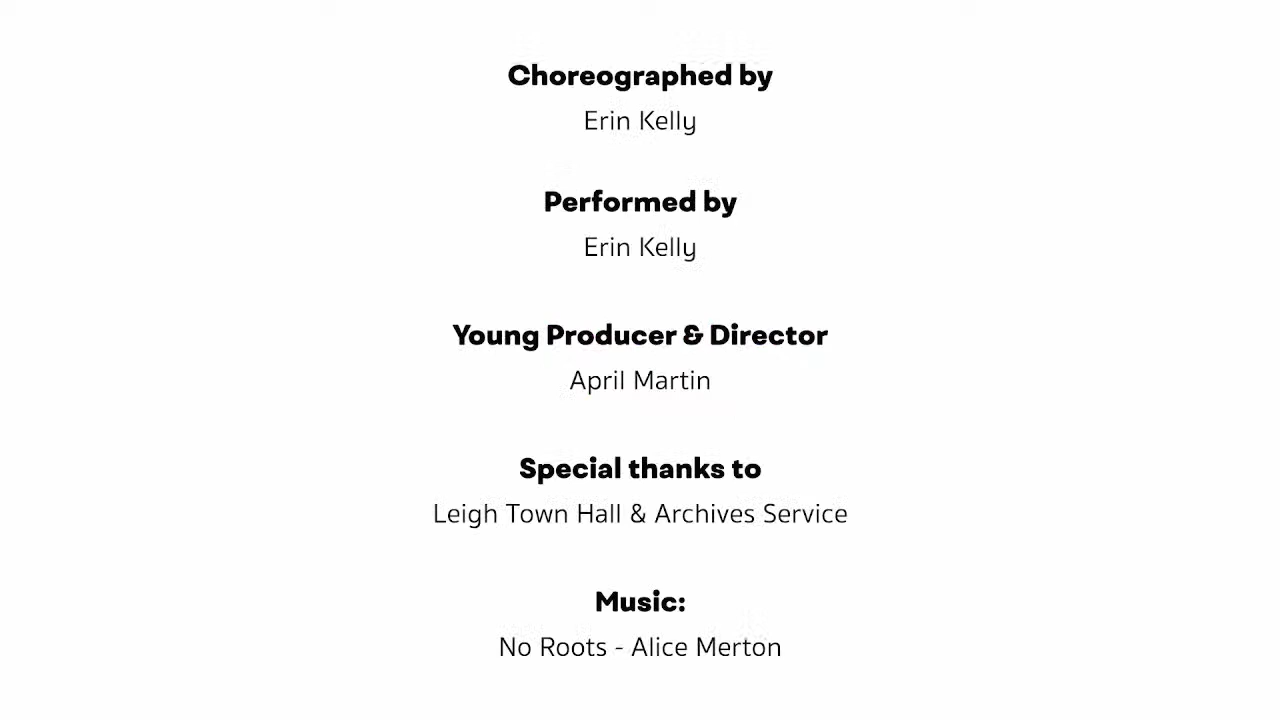 Choreographed by
Erin Kelly
Performed by
Erin Kelly
Young Producer & Director
April Martin
Special thanks to
Leigh Town Hall & Archives Service
Music:
No Roots - Alice Merton